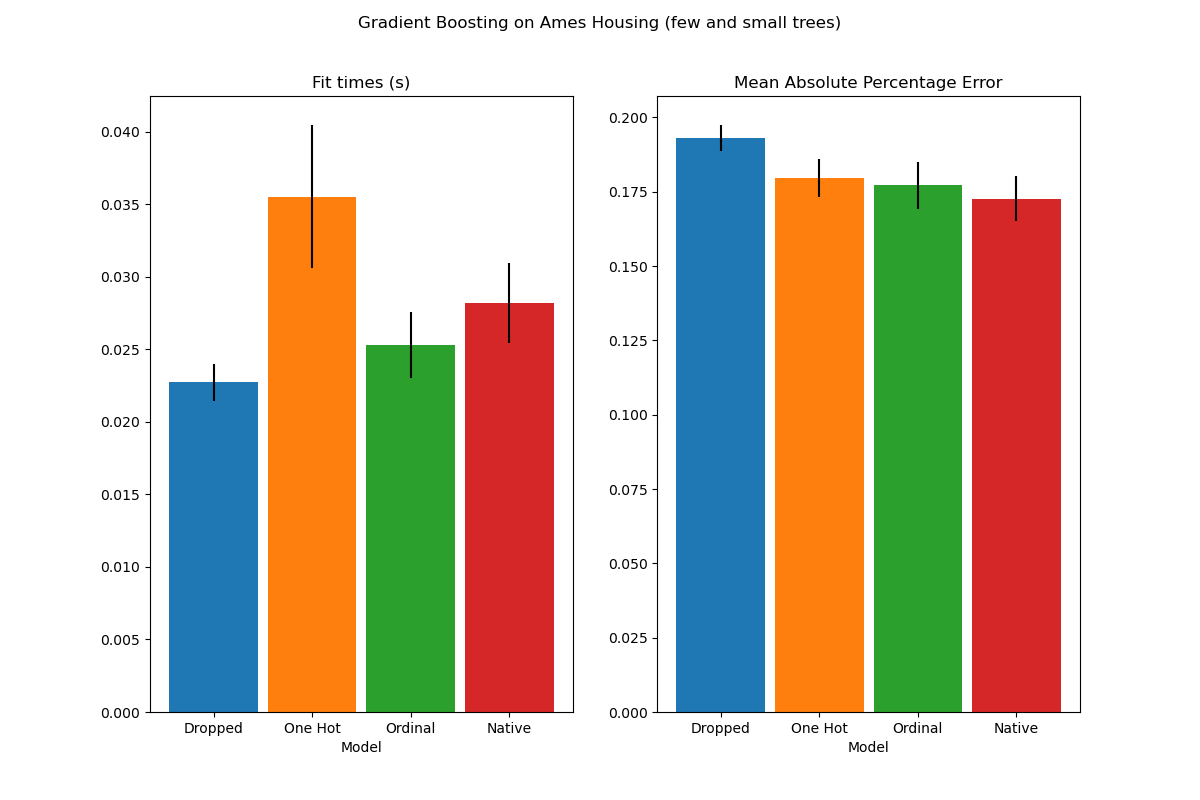 Gradient Boosting on Ames Housing (few and small trees)
Fit times (s)
0.040
0.035
0.030
0.025
0.020
0.015
0.010
0.005
0.000
Dropped One Hot Ordinal Native
Model
Mean Absolute Percentage Error
0.200
0.175
0.150
0.125
0.100
0.075
0.050
0.025
0.000
Dropped One Hot Ordinal Native
Model